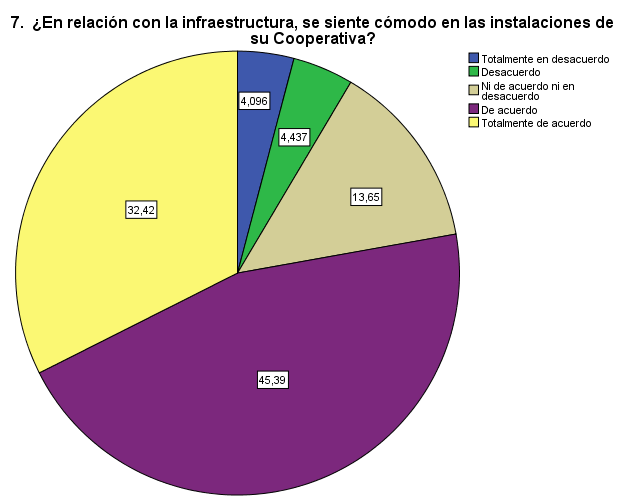 7. ¿En relación con la infraestructura, se siente cómodo en las instalaciones de
su Cooperativa?
Totalmente en desacuerdo
Desacuerdo
Ni de acuerdo ni en
desacuerdo
De acuerdo
Totalmente de acuerdo
4,096
4,437
13,65
32,42
45,39